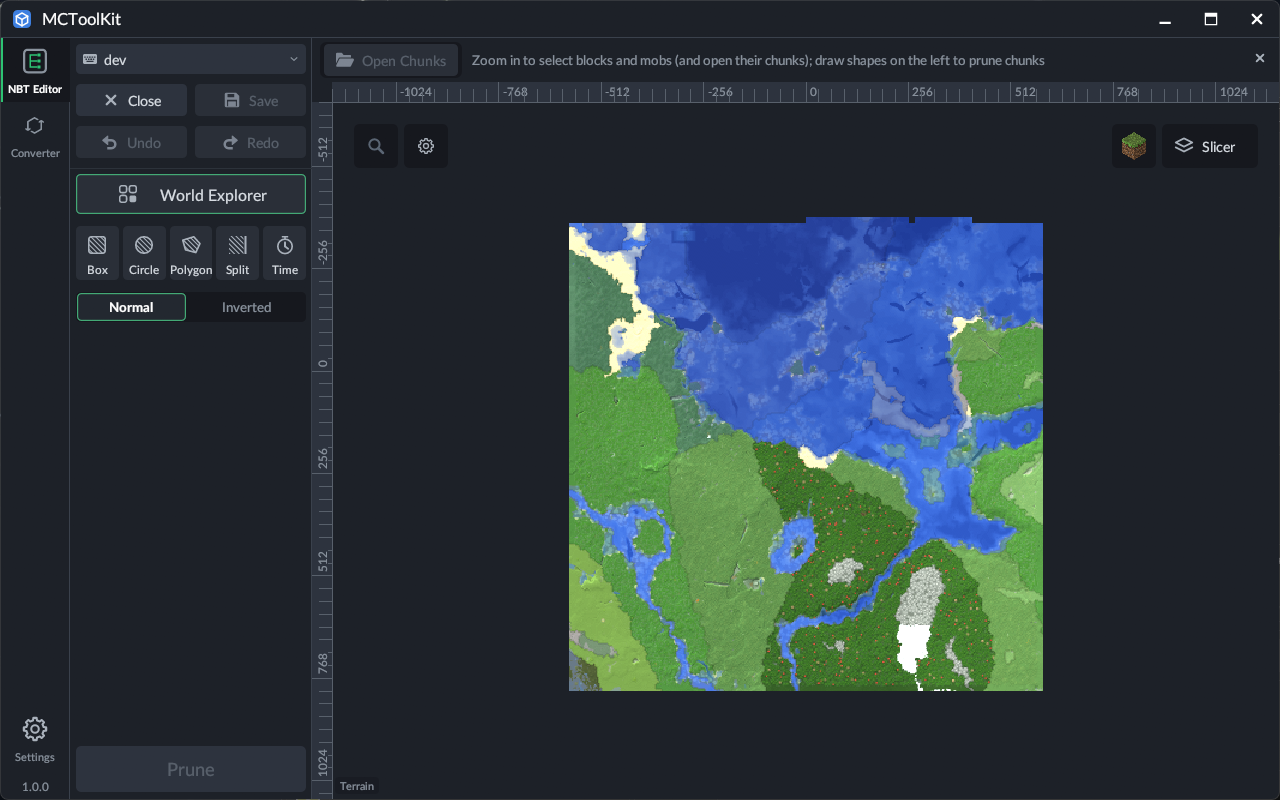 MCToolKit
NBT Editor
Converter
dev
Close
Save
Undo
Redo
World Explorer
Box
Circle
Polygon
Split
Time
Normal
Inverted
Prune
Settings
1.0.0
Open Chunks
Zoom in to select blocks and mobs (and open their chunks); draw shapes on the left to prune chunks
-1024 -768 -512 -256 0 256 512 768 1024
-512
-256
0
256
512
768
1024
Slicer
Terrain